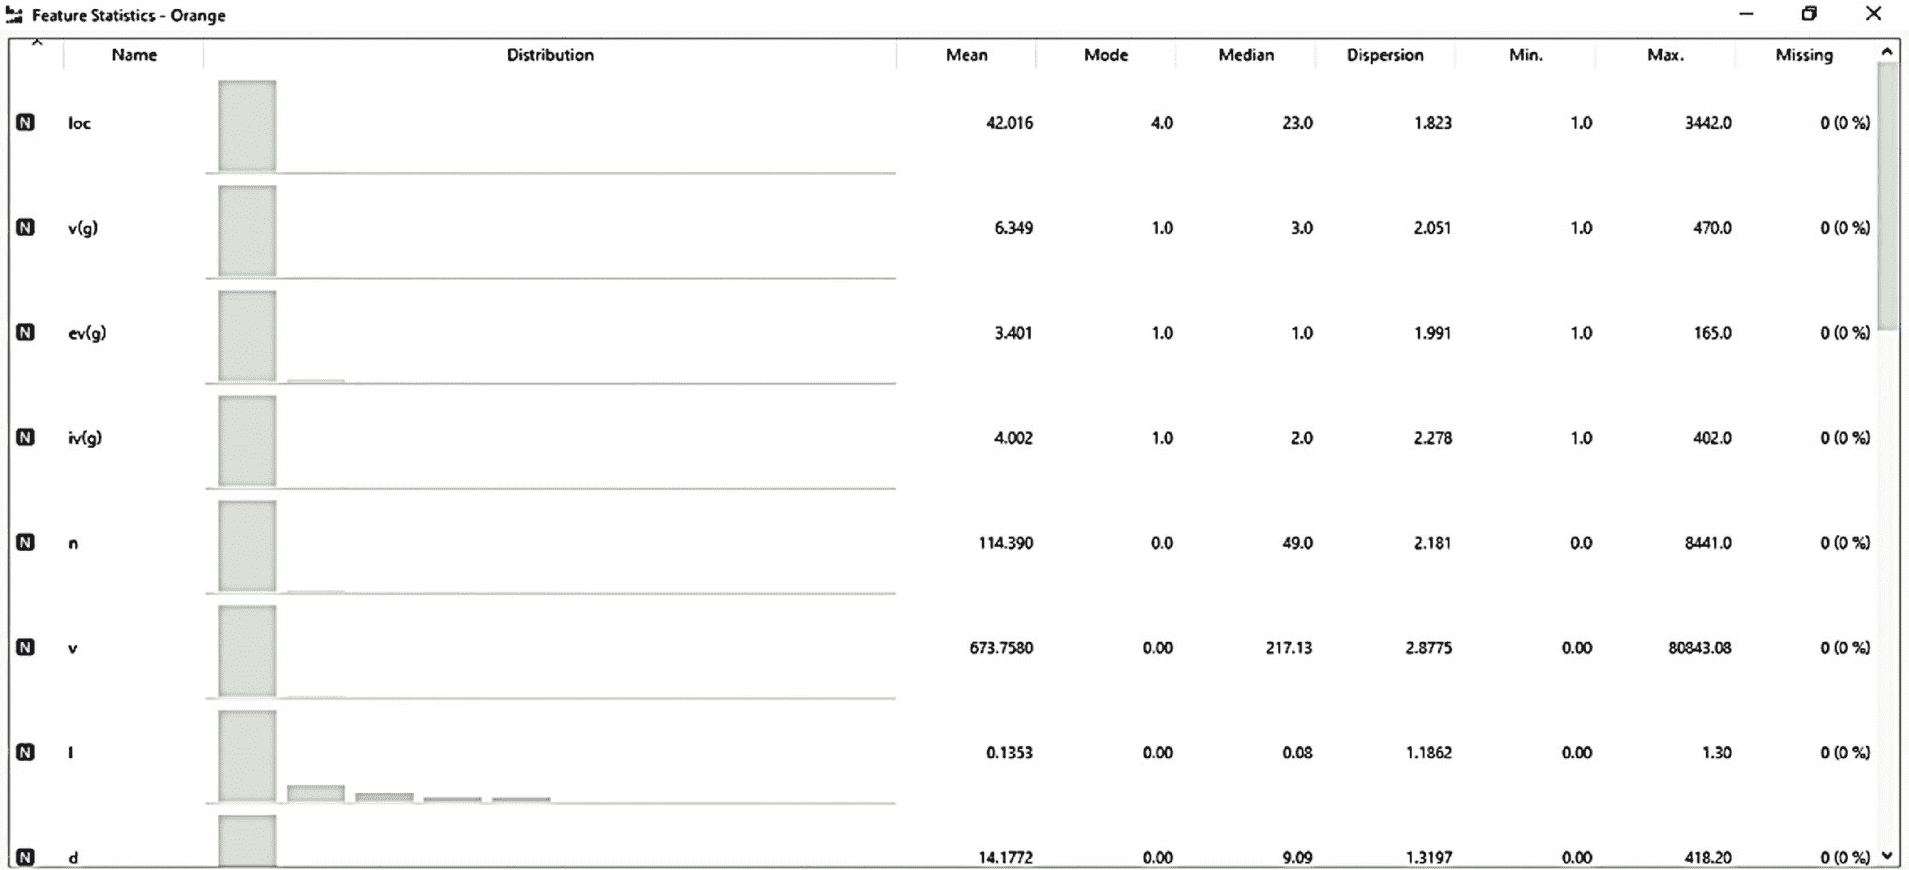 Feature Statistics - Orange
Name Distribution Mean Mode Median Dispersion Min. Max. Missing
N loc 42.016 4.0 23.0 1.823 1.0 3442.0 0 (0 %)
N v(g) 6.349 1.0 3.0 2.051 1.0 470.0 0 (0 %)
N ev(g) 3.401 1.0 1.0 1.991 1.0 165.0 0 (0 %)
N iv(g) 4.002 1.0 2.0 2.278 1.0 402.0 0 (0 %)
N n 114.390 0.0 49.0 2.181 0.0 8441.0 0 (0 %)
N v 673.7580 0.00 217.13 2.8775 0.00 80843.08 0 (0 %)
N l 0.1353 0.00 0.08 1.1862 0.00 1.30 0 (0 %)
N d 14.1772 0.00 9.09 1.3197 0.00 418.20 0 (0 %)